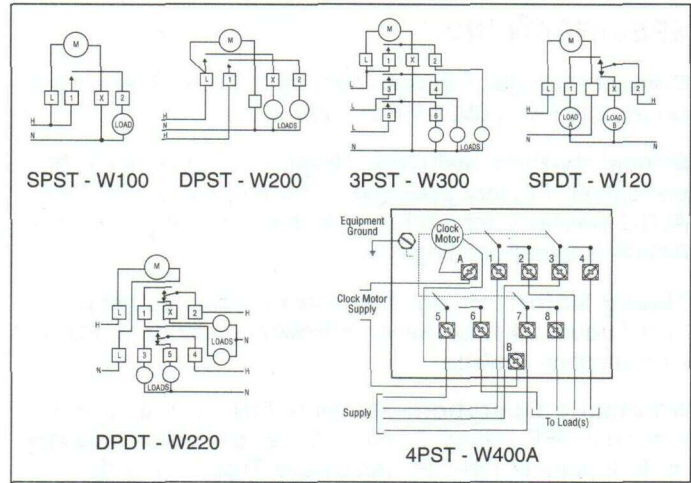 M
L 1 X 2
H
N
LOAD
SPST - W100
M
L 1 X 2
H
H
N
LOADS
DPST - W200
M
L 1 X 2
3 4
5 6
L
L
L
N
LOADS
3PST - W300
M
L 1 X 2
H
H
N
N
LOAD A
LOAD B
SPDT - W120
M
L 1 X 2
H
H
N
LOADS
L 3 5 4
N
H
LOADS
N
DPDT - W220
Equipment
Ground
Clock
Motor
A 1 2 3 4
Clock Motor
Supply
5 6 7 8
B
Supply
To Load(s)
4PST - W400A